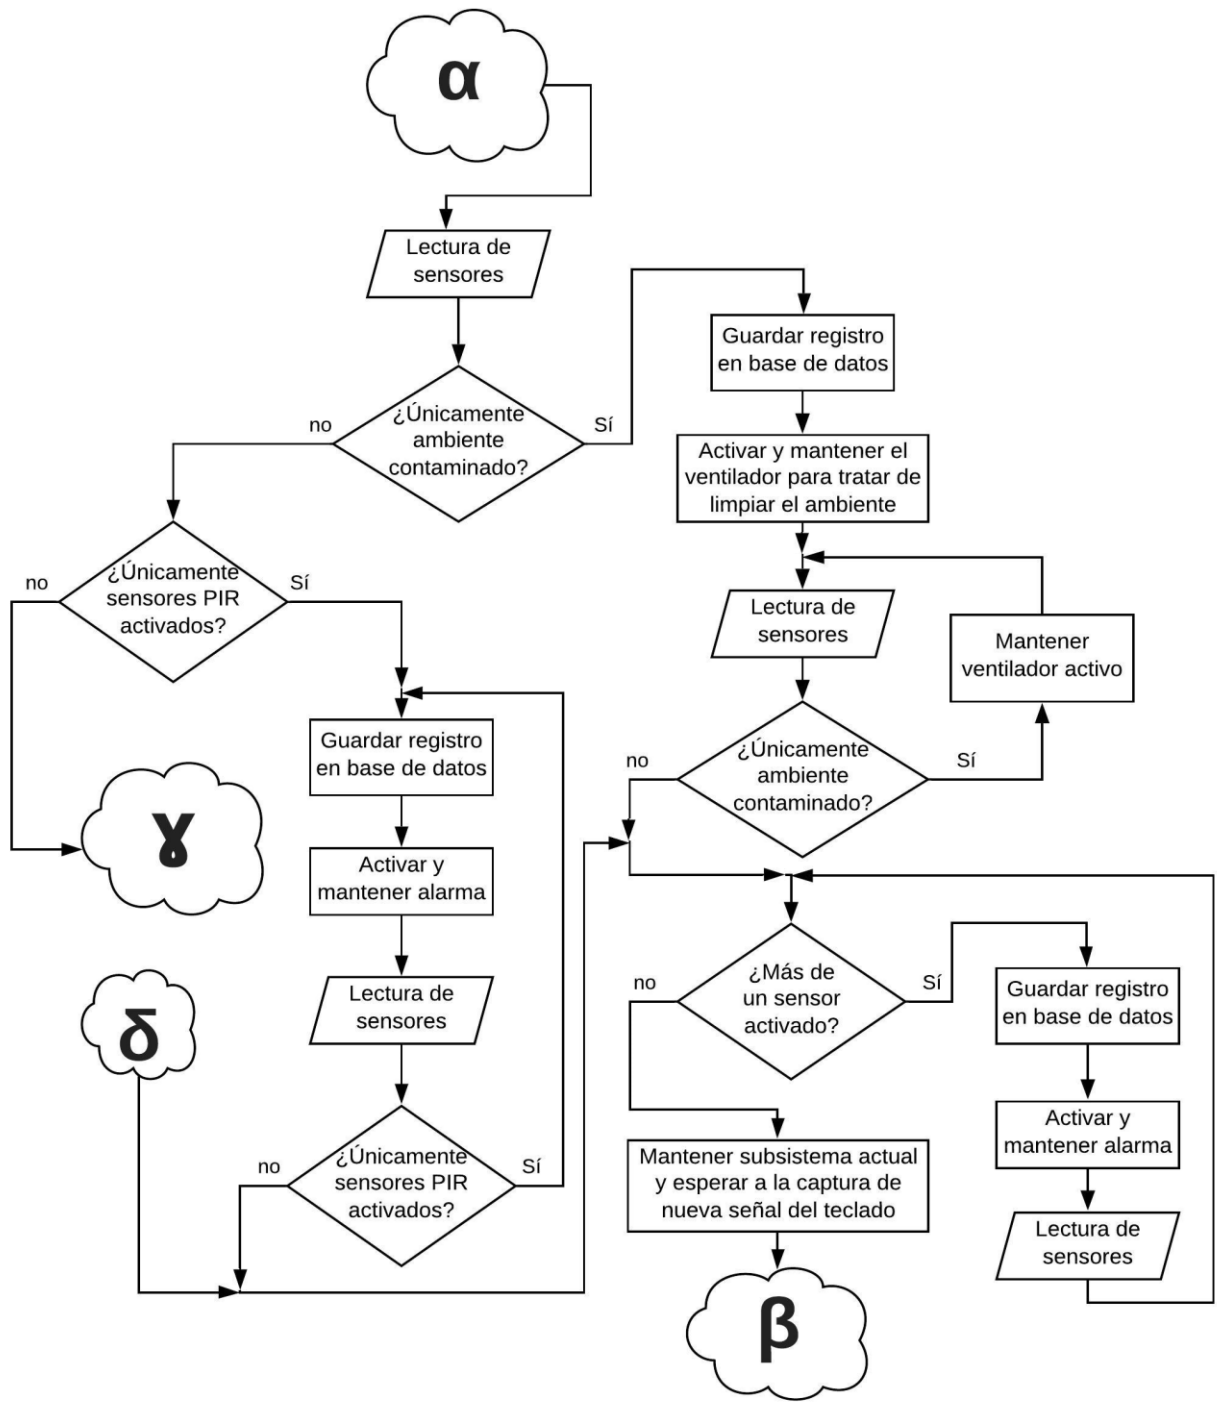 α
Lectura de
sensores
¿Únicamente
ambiente
contaminado?
no
Sí
Guardar registro
en base de datos
Activar y mantener el
ventilador para tratar de
limpiar el ambiente
Lectura de
sensores
Mantener
ventilador activo
¿Únicamente
ambiente
contaminado?
no
Sí
¿Únicamente
sensores PIR
activados?
no
Sí
Guardar registro
en base de datos
Activar y
mantener alarma
Lectura de
sensores
¿Únicamente
sensores PIR
activados?
no
Sí
ɣ
δ
¿Más de
un sensor
activado?
no
Sí
Guardar registro
en base de datos
Activar y
mantener alarma
Lectura de
sensores
Mantener subsistema actual
y esperar a la captura de
nueva señal del teclado
β